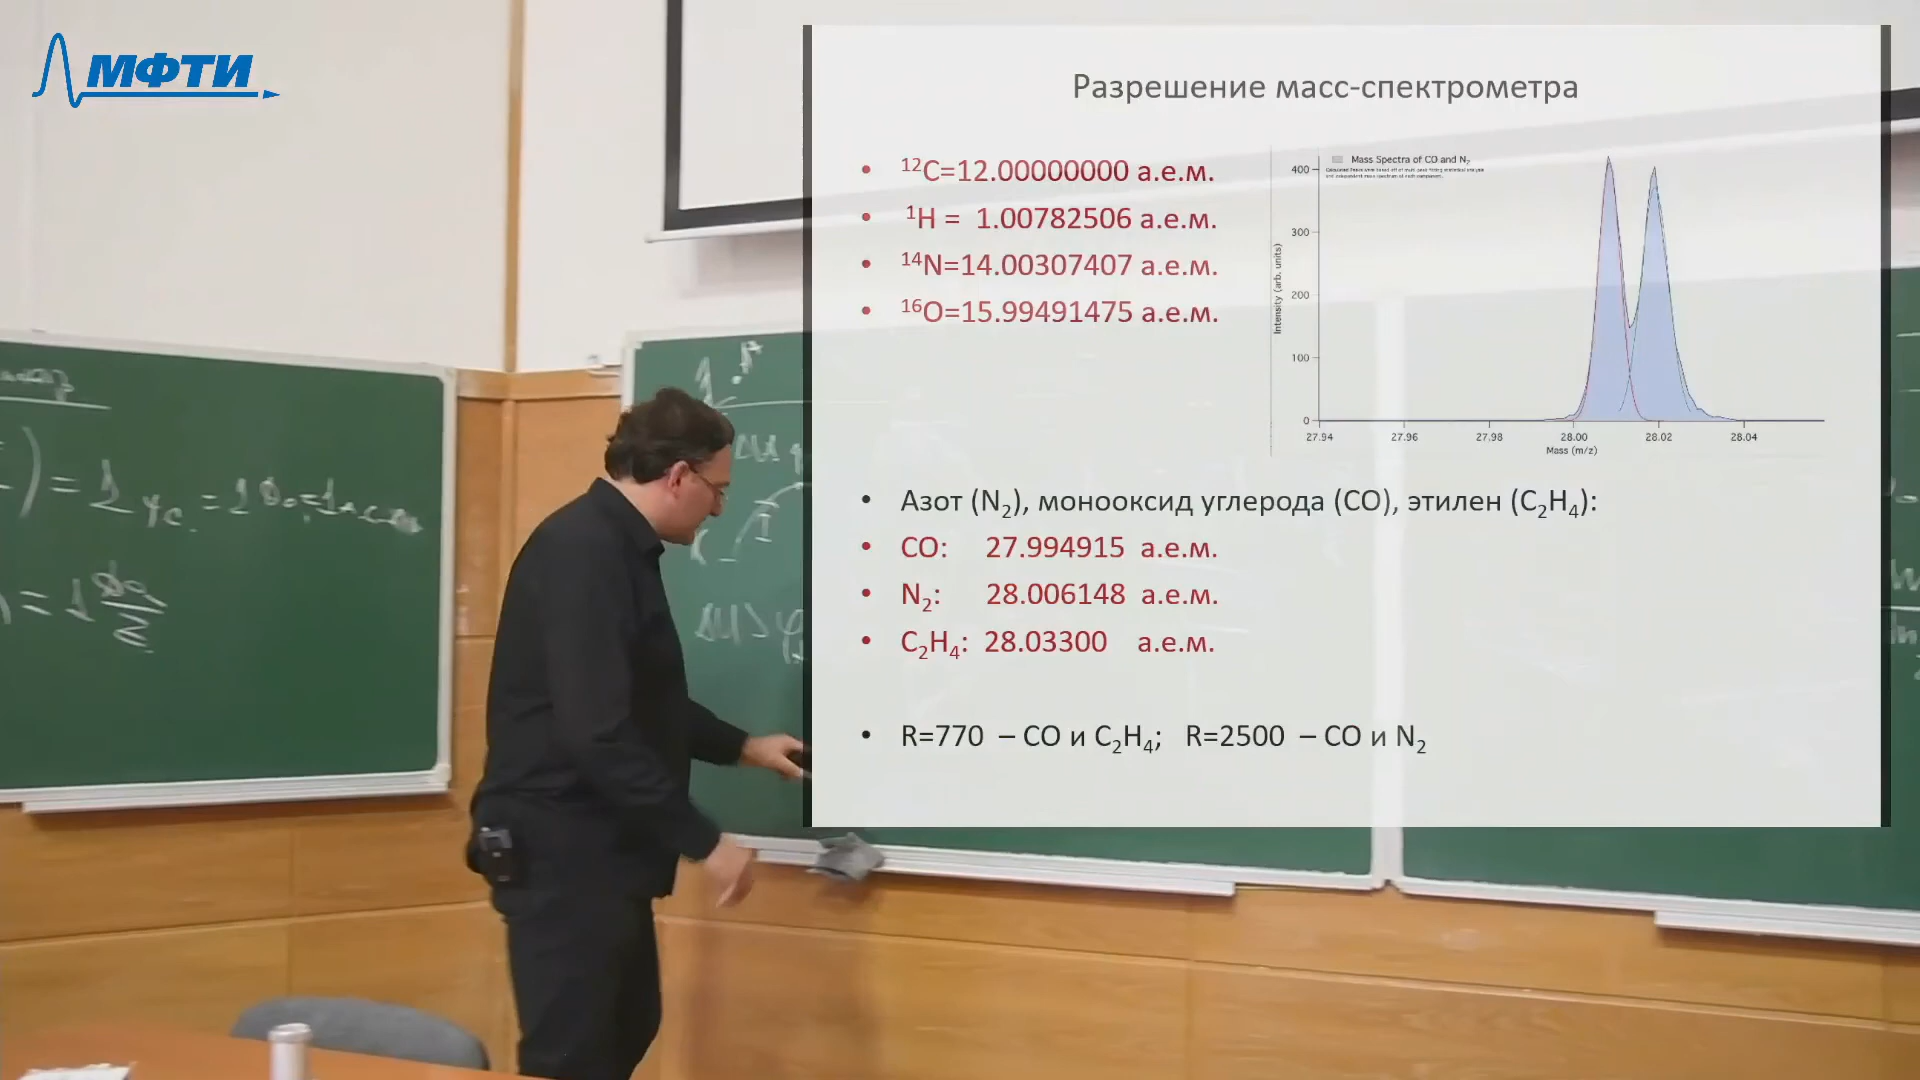 МФТИ
Разрешение масс-спектрометра
• ¹²C=12.00000000 а.е.м.
• ¹H = 1.00782506 а.е.м.
• ¹⁴N=14.00307407 а.е.м.
• ¹⁶O=15.99491475 а.е.м.
Mass Spectra of CO and N₂
Intensity (arb. units)
400
300
200
100
0
27.94 27.96 27.98 28.00 28.02 28.04
Mass (m/z)
• Азот (N₂), монооксид углерода (CO), этилен (C₂H₄):
• CO: 27.994915 а.е.м.
• N₂: 28.006148 а.е.м.
• C₂H₄: 28.03300 а.е.м.
• R=770 – CO и C₂H₄; R=2500 – CO и N₂